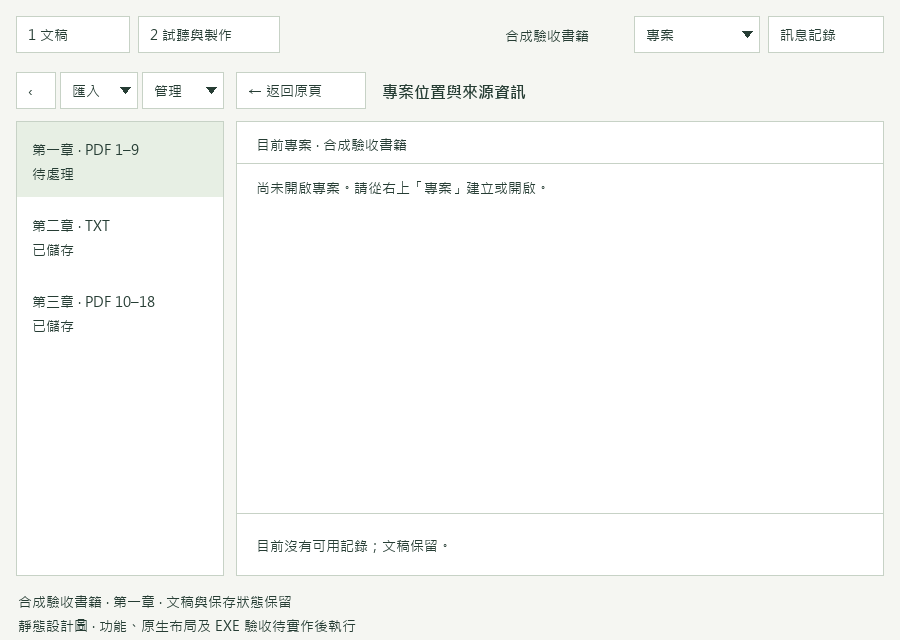 1 文稿
2 試聽與製作
合成驗收書籍
專案
訊息記錄
‹
匯入
管理
← 返回原頁
專案位置與來源資訊
第一章 · PDF 1–9
待處理
第二章 · TXT
已儲存
第三章 · PDF 10–18
已儲存
目前專案 · 合成驗收書籍
尚未開啟專案。請從右上「專案」建立或開啟。
目前沒有可用記錄；文稿保留。
合成驗收書籍 · 第一章 · 文稿與保存狀態保留
靜態設計圖 · 功能、原生布局及 EXE 驗收待實作後執行